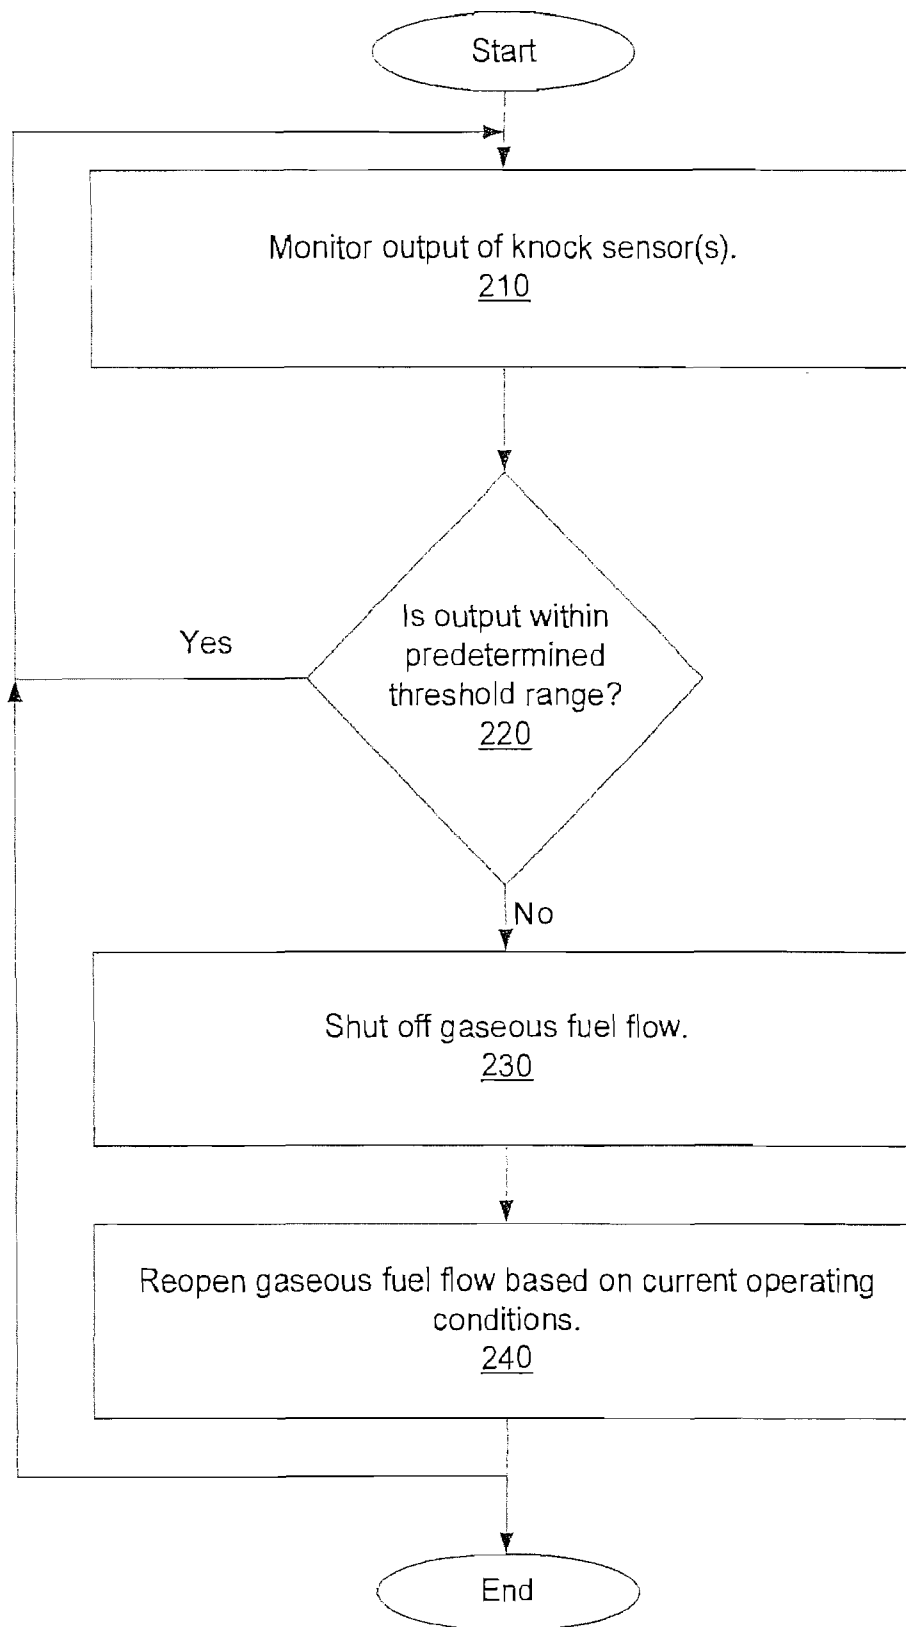 Start
Monitor output of knock sensor(s).
210
Is output within
predetermined
threshold range?
220
Yes
No
Shut off gaseous fuel flow.
230
Reopen gaseous fuel flow based on current operating
conditions.
240
End